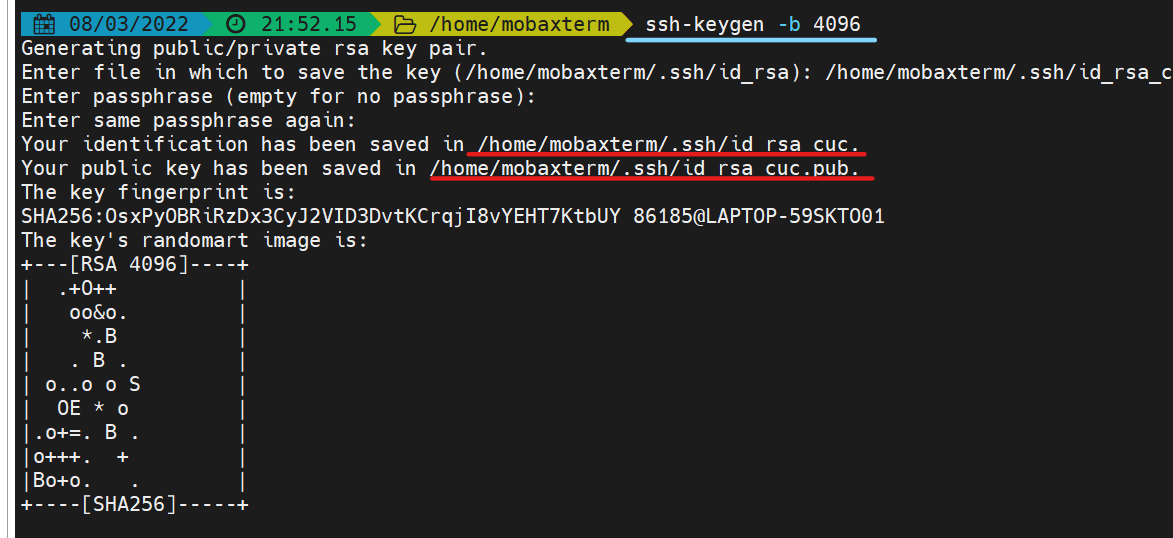 08/03/2022 21:52.15 /home/mobaxterm ssh-keygen -b 4096
Generating public/private rsa key pair.
Enter file in which to save the key (/home/mobaxterm/.ssh/id_rsa): /home/mobaxterm/.ssh/id_rsa_c
Enter passphrase (empty for no passphrase):
Enter same passphrase again:
Your identification has been saved in /home/mobaxterm/.ssh/id_rsa_cuc.
Your public key has been saved in /home/mobaxterm/.ssh/id_rsa_cuc.pub.
The key fingerprint is:
SHA256:OsxPyOBRiRzDx3CyJ2VID3DvtKCrqjI8vYEHT7KtbUY 86185@LAPTOP-59SKTO01
The key's randomart image is:
+---[RSA 4096]----+
|   .+O++          |
|    oo&o.         |
|     *.B          |
|    . B .         |
| o..o o S        |
|   OE * o         |
|.o+=. B .        |
|o+++.  +         |
|Bo+o.   .        |
+----[SHA256]-----+